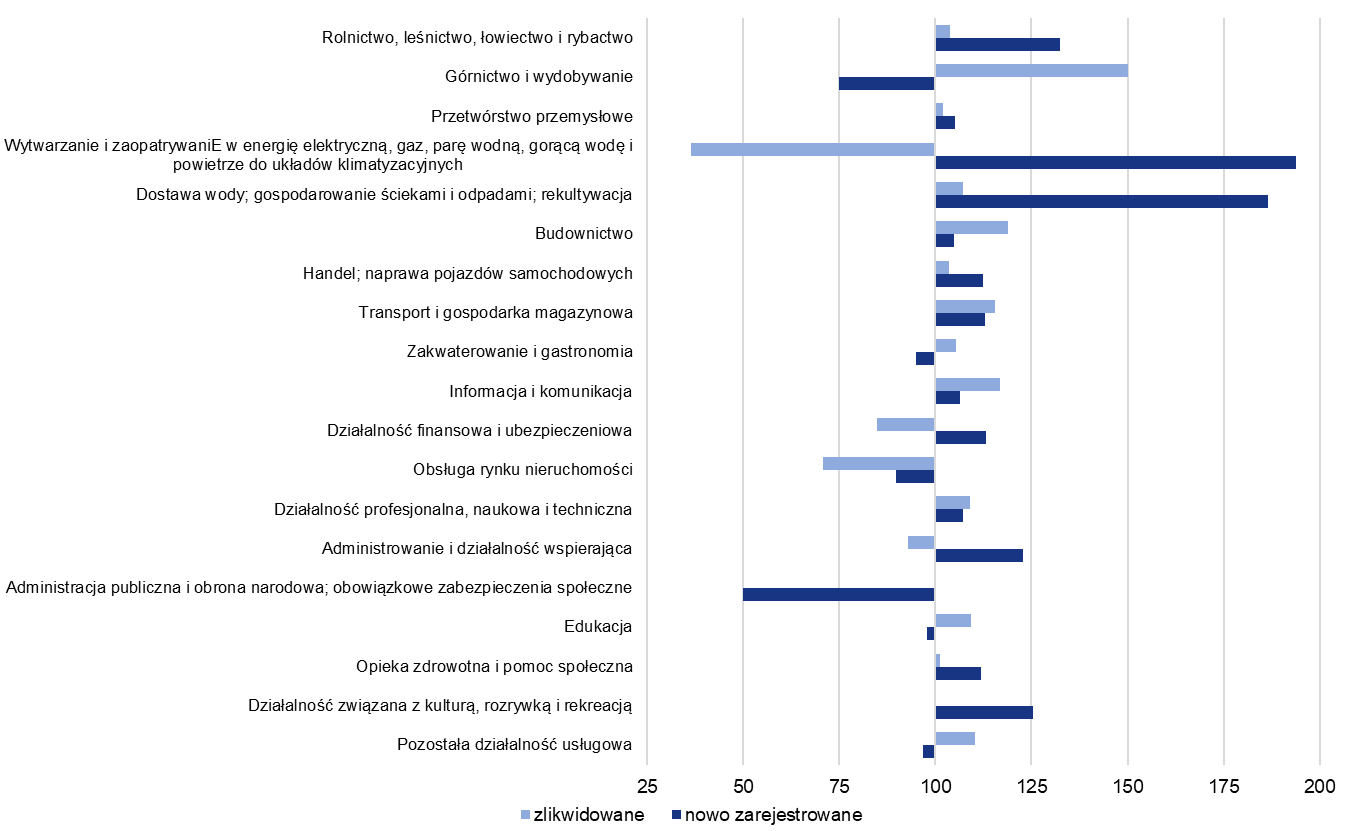 Rolnictwo, leśnictwo, łowiectwo i rybactwo
Górnictwo i wydobywanie
Przetwórstwo przemysłowe
Wytwarzanie i zaopatrywaniE w energię elektryczną, gaz, parę wodną, gorącą wodę i
powietrze do układów klimatyzacyjnych
Dostawa wody; gospodarowanie ściekami i odpadami; rekultywacja
Budownictwo
Handel; naprawa pojazdów samochodowych
Transport i gospodarka magazynowa
Zakwaterowanie i gastronomia
Informacja i komunikacja
Działalność finansowa i ubezpieczeniowa
Obsługa rynku nieruchomości
Działalność profesjonalna, naukowa i techniczna
Administrowanie i działalność wspierająca
Administracja publiczna i obrona narodowa; obowiązkowe zabezpieczenia społeczne
Edukacja
Opieka zdrowotna i pomoc społeczna
Działalność związana z kulturą, rozrywką i rekreacją
Pozostała działalność usługowa
25 50 75 100 125 150 175 200
zlikwidowane nowo zarejestrowane